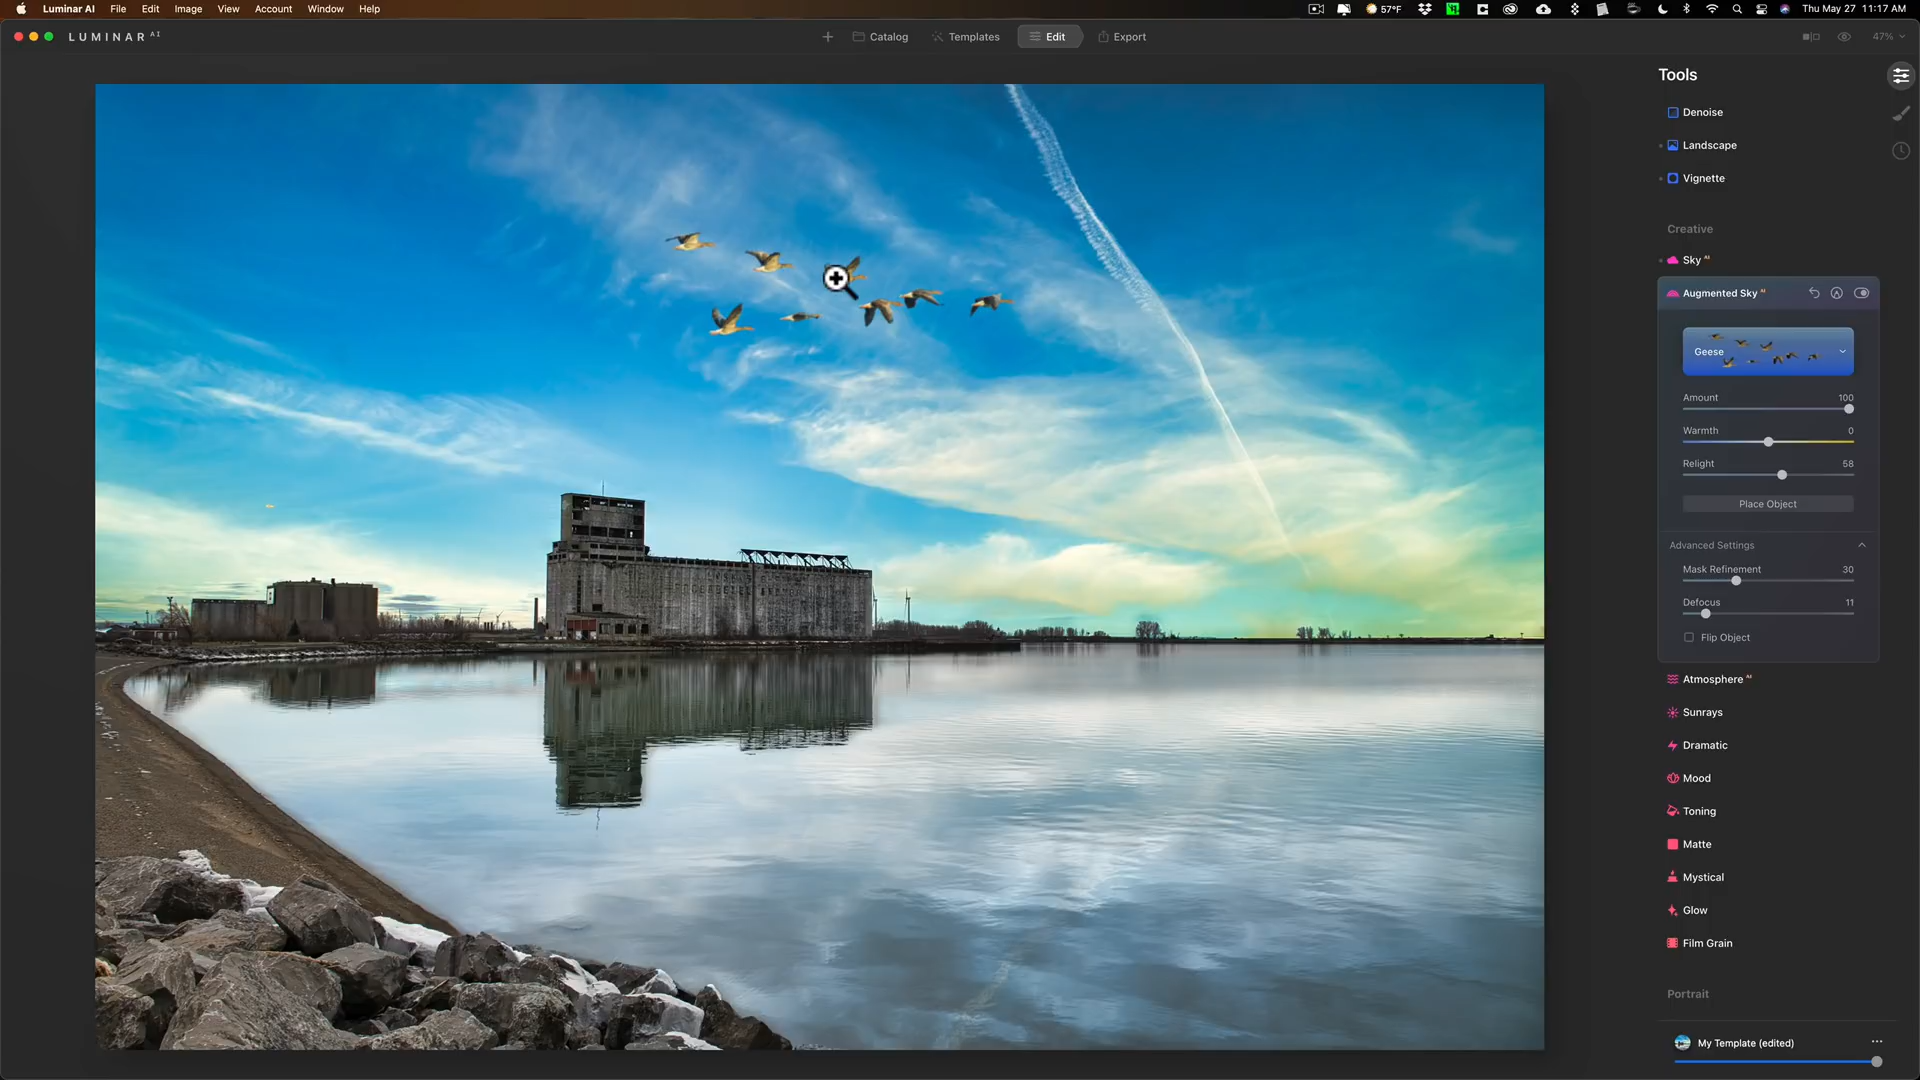 Luminar AI File Edit Image View Account Window Help 57°F Thu May 27 11:17 AM
LUMINAR AI
Catalog Templates Edit Export 47%
Tools
Denoise
Landscape
Vignette
Creative
Sky AI
Augmented Sky AI
Geese
Amount 100
Warmth 0
Relight 58
Place Object
Advanced Settings
Mask Refinement 30
Defocus 11
Flip Object
Atmosphere AI
Sunrays
Dramatic
Mood
Toning
Matte
Mystical
Glow
Film Grain
Portrait
My Template (edited)